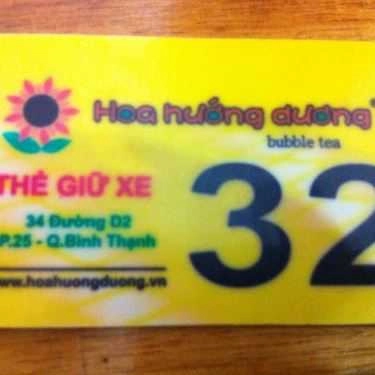 Hoa hướng dương
bubble tea
THẺ GIỮ XE
34 Đường D2
P.25 - Q.Bình Thạnh
www.hoahuongduong.vn
32